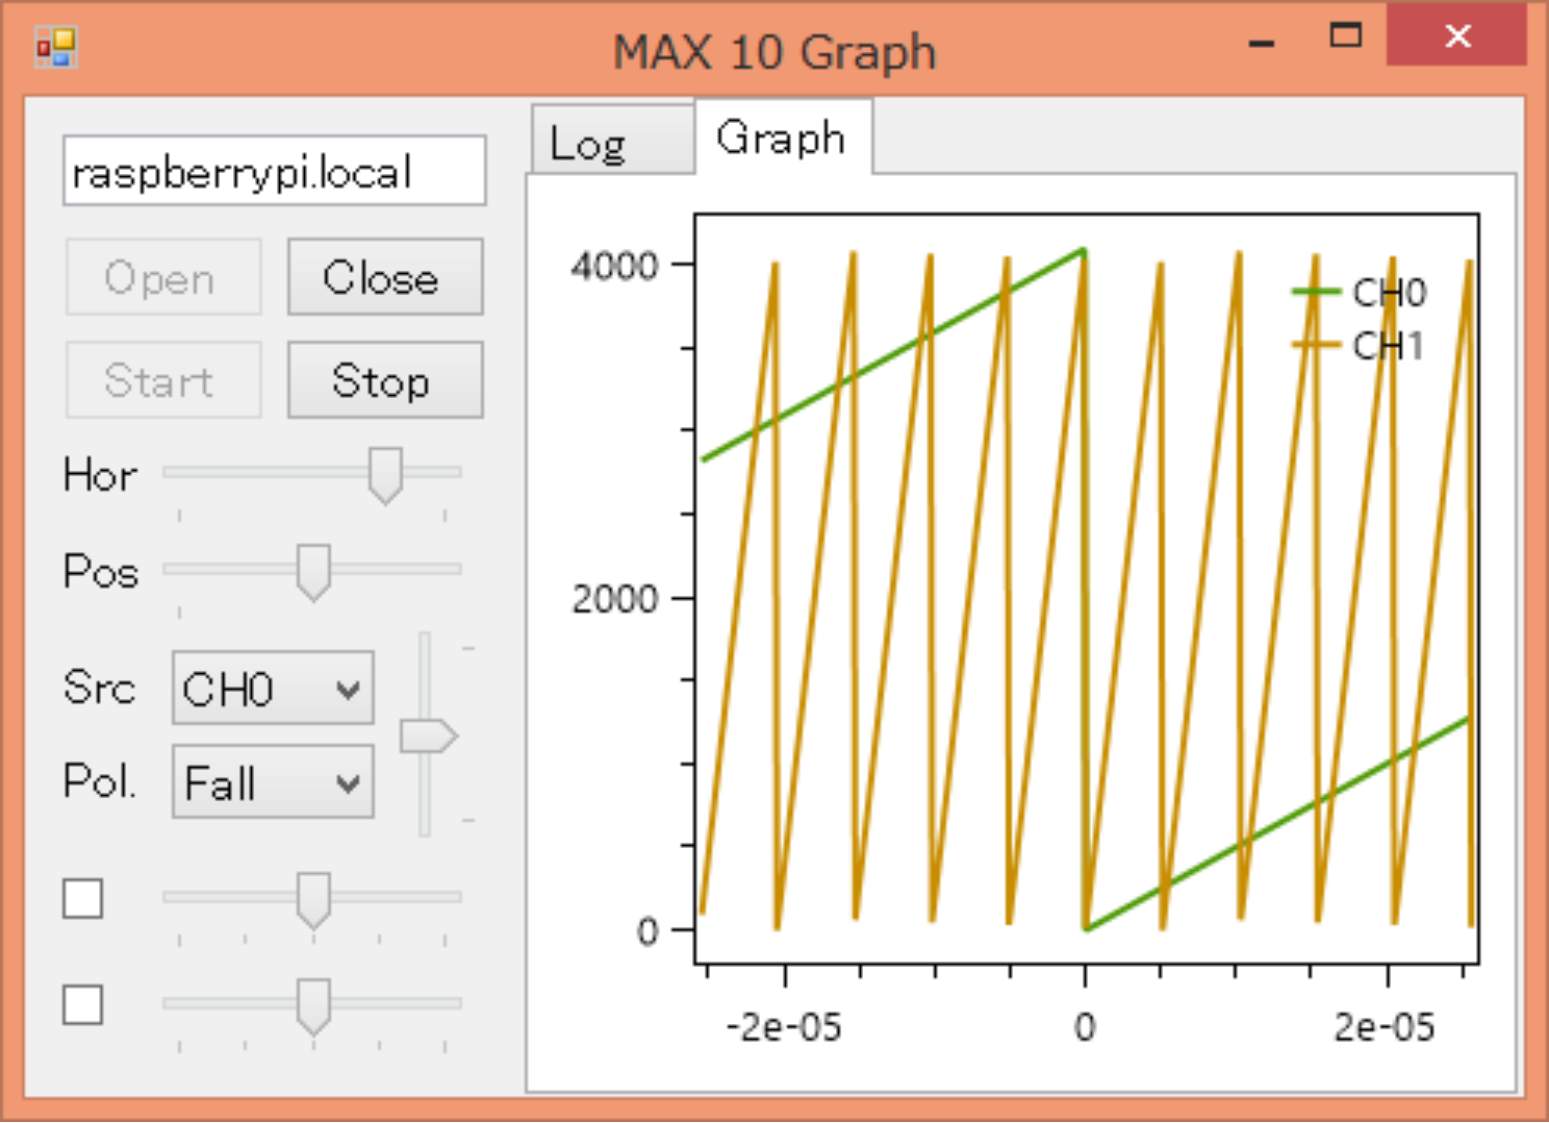 MAX 10 Graph
raspberrypi.local
Open
Close
Start
Stop
Hor
Pos
Src
CH0
Pol.
Fall
Log
Graph
4000
2000
0
-2e-05
0
2e-05
CH0
CH1